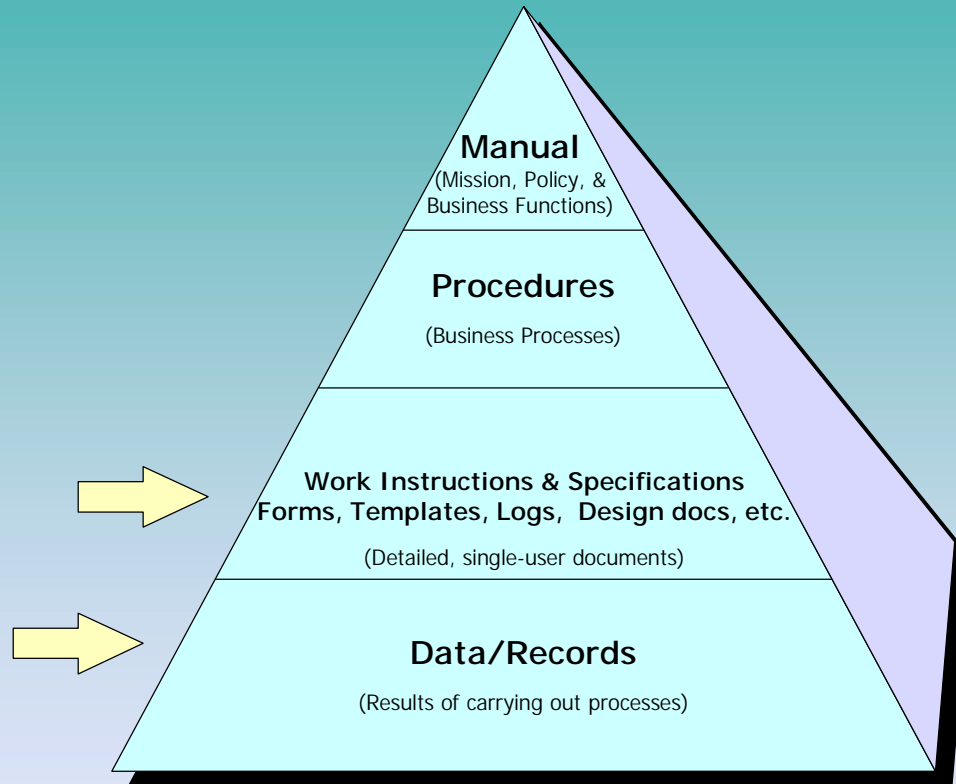 Manual
(Mission, Policy, &
Business Functions)
Procedures
(Business Processes)
Work Instructions & Specifications
Forms, Templates, Logs, Design docs, etc.
(Detailed, single-user documents)
Data/Records
(Results of carrying out processes)